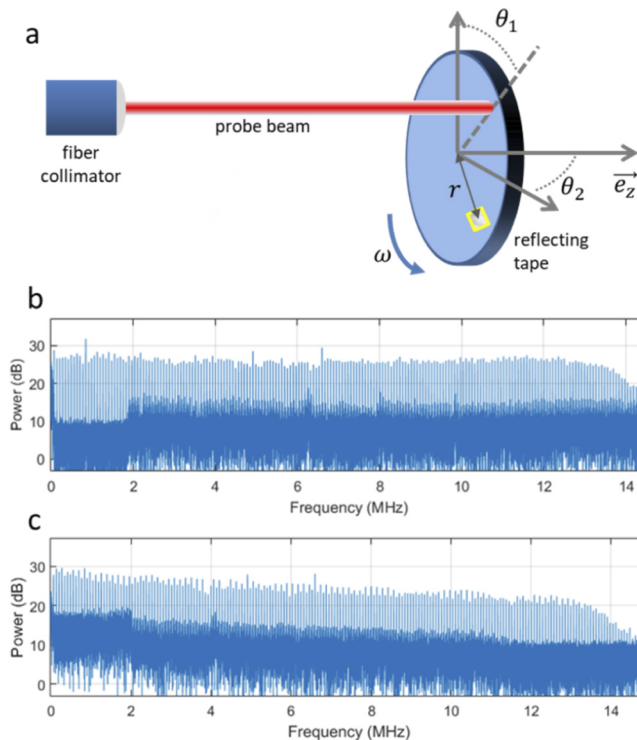 a
θ₁
probe beam
fiber
collimator
r
e_z
θ₂
ω
reflecting
tape
b
Power (dB)
30
20
10
0
0 2 4 6 8 10 12 14
Frequency (MHz)
c
Power (dB)
30
20
10
0
0 2 4 6 8 10 12 14
Frequency (MHz)